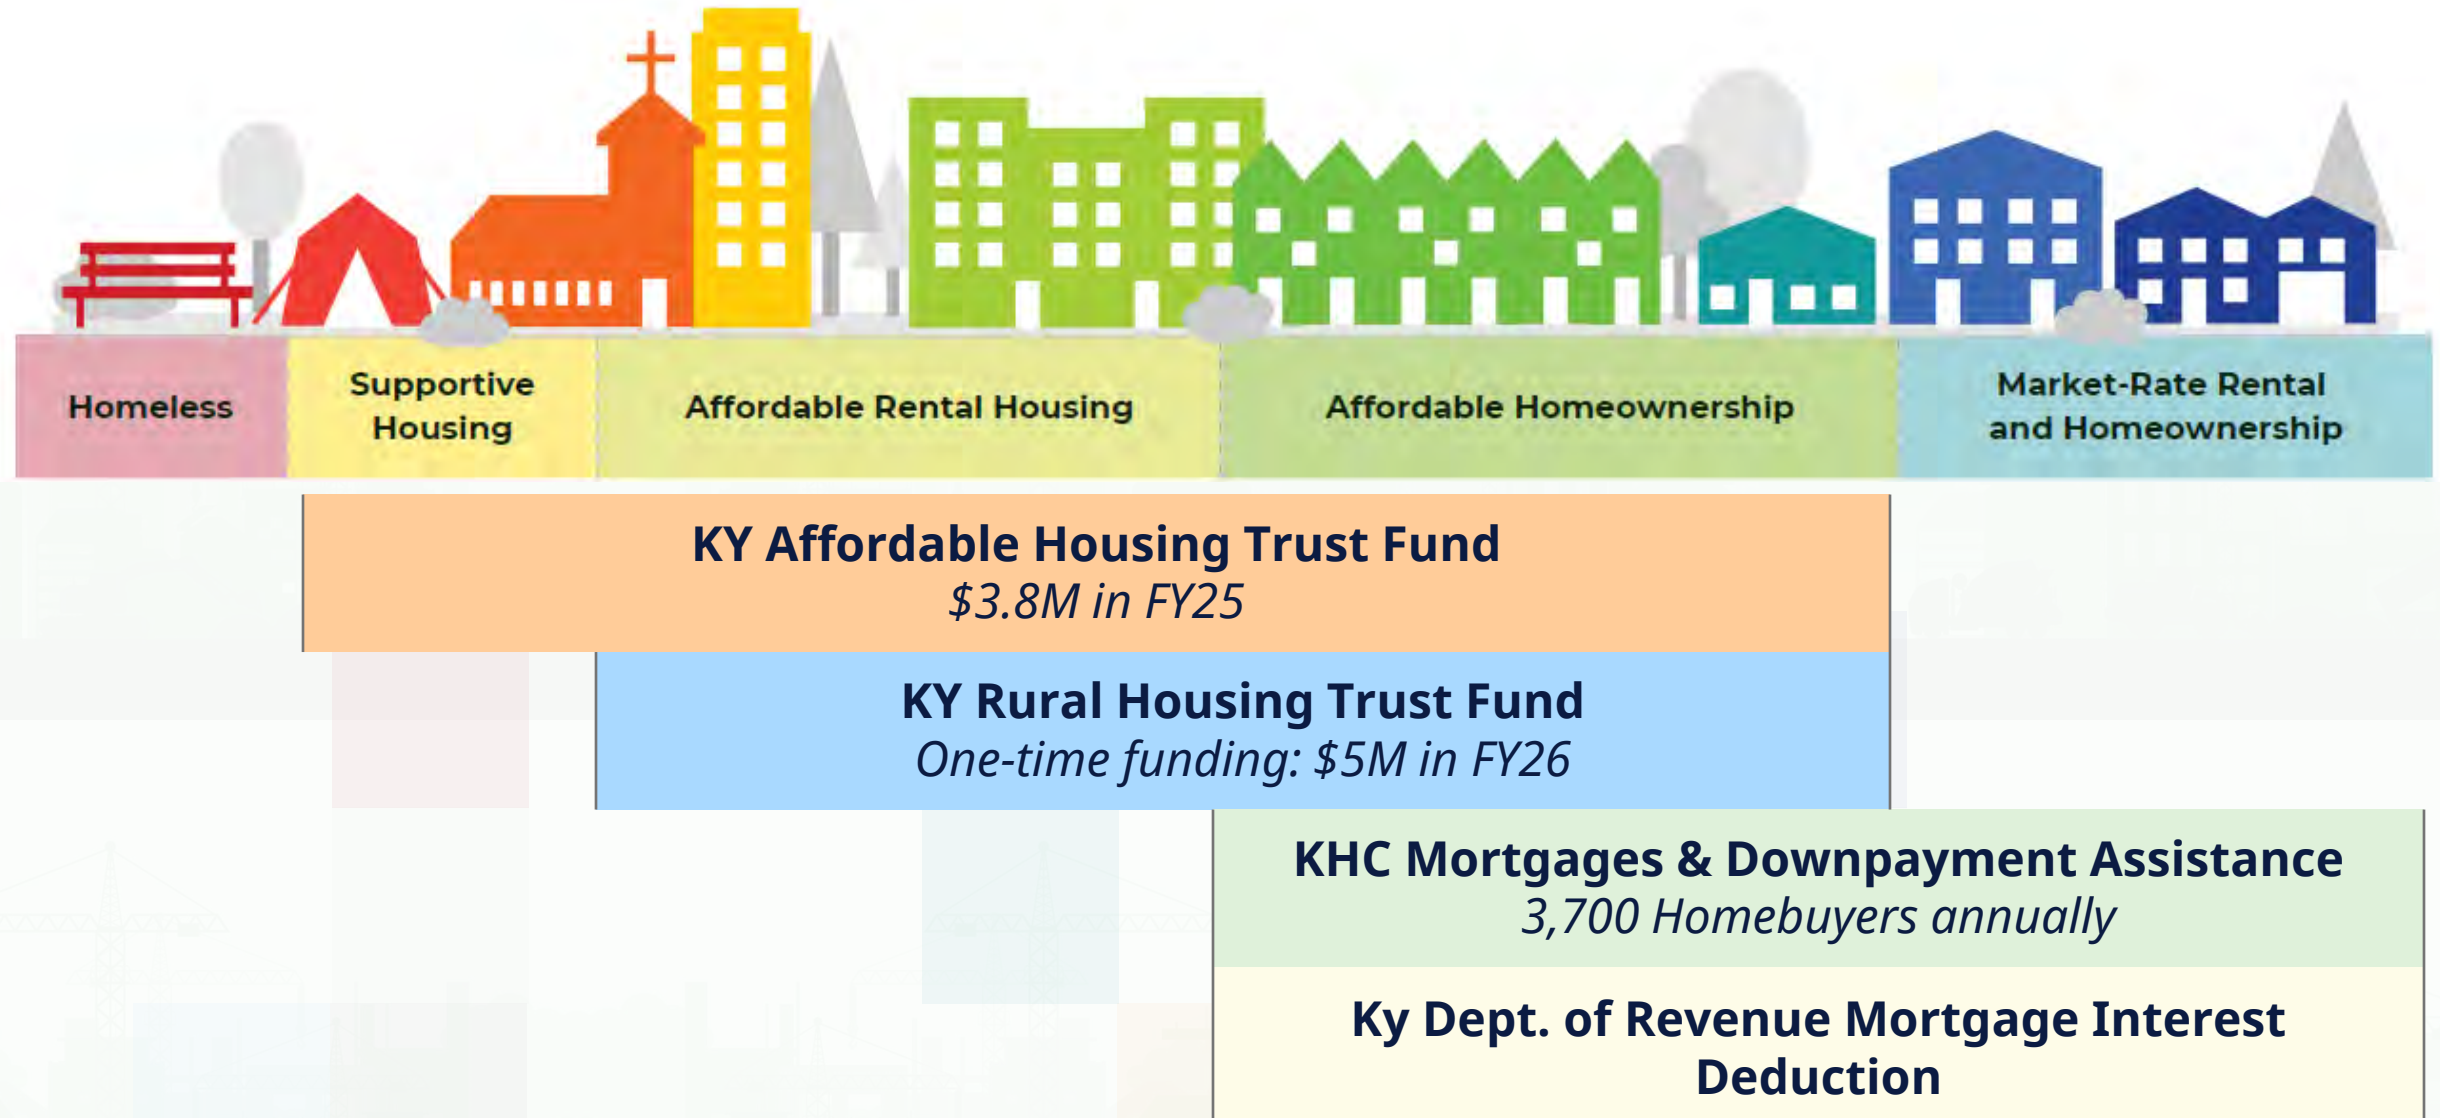 Homeless
Supportive
Housing
Affordable Rental Housing
Affordable Homeownership
Market-Rate Rental
and Homeownership
KY Affordable Housing Trust Fund
$3.8M in FY25
KY Rural Housing Trust Fund
One-time funding: $5M in FY26
KHC Mortgages & Downpayment Assistance
3,700 Homebuyers annually
Ky Dept. of Revenue Mortgage Interest
Deduction